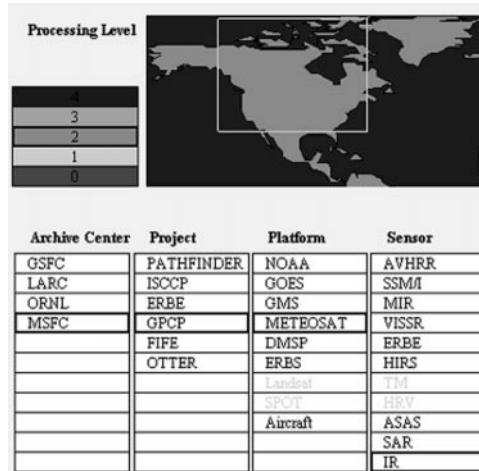 Processing Level
4
3
2
1
0
Archive Center Project Platform Sensor
GSFC PATHFINDER NOAA AVHRR
LARC ISCCP GOES SSM/I
ORNL ERBE GMS MIR
MSFC GPCP METEOSAT VISSR
FIFE DMSP ERBE
OTTER ERBS HIRS
Landsat TM
SPOT HRV
Aircraft ASAS
SAR
IR